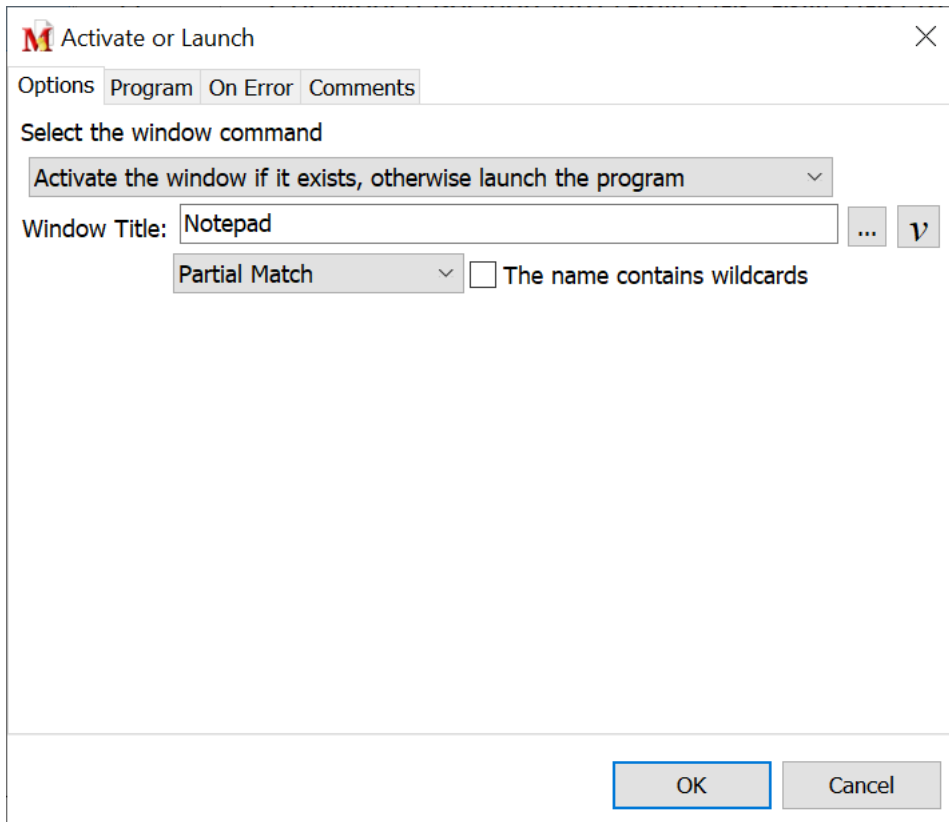 Activate or Launch
Options Program On Error Comments
Select the window command
Activate the window if it exists, otherwise launch the program
Window Title: Notepad ... v
Partial Match The name contains wildcards
OK Cancel